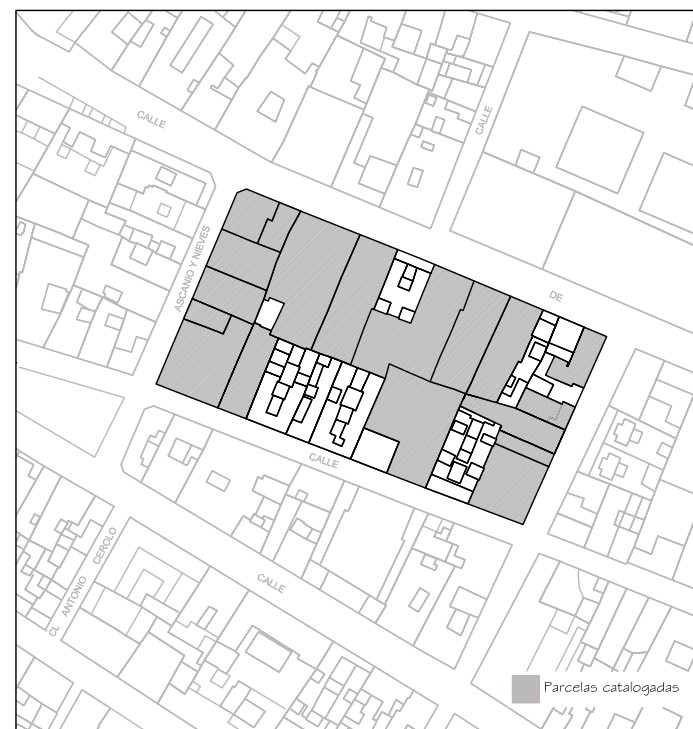 CALLE
CALLE
ASCANIO Y NIEVES
DE
CALLE
CEROLO
ANTONIO
CL
CALLE
Parcelas catalogadas